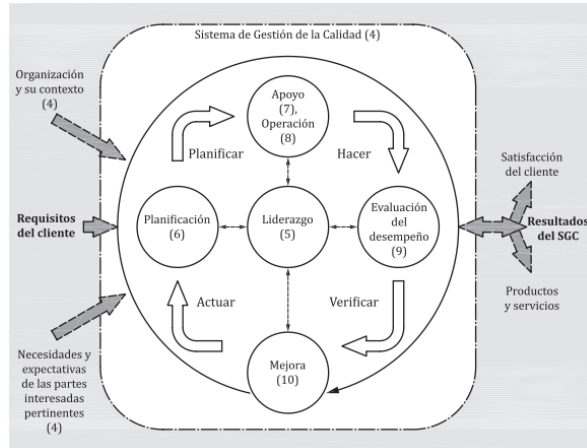 Sistema de Gestión de la Calidad (4)
Organización
y su contexto
(4)
Apoyo
(7),
Operación
(8)
Planificar
Hacer
Satisfacción
del cliente
Requisitos
del cliente
Planificación
(6)
Liderazgo
(5)
Evaluación
del
desempeño
(9)
Resultados
del SGC
Actuar
Verificar
Productos
y servicios
Necesidades y
expectativas
de las partes
interesadas
pertinentes
(4)
Mejora
(10)